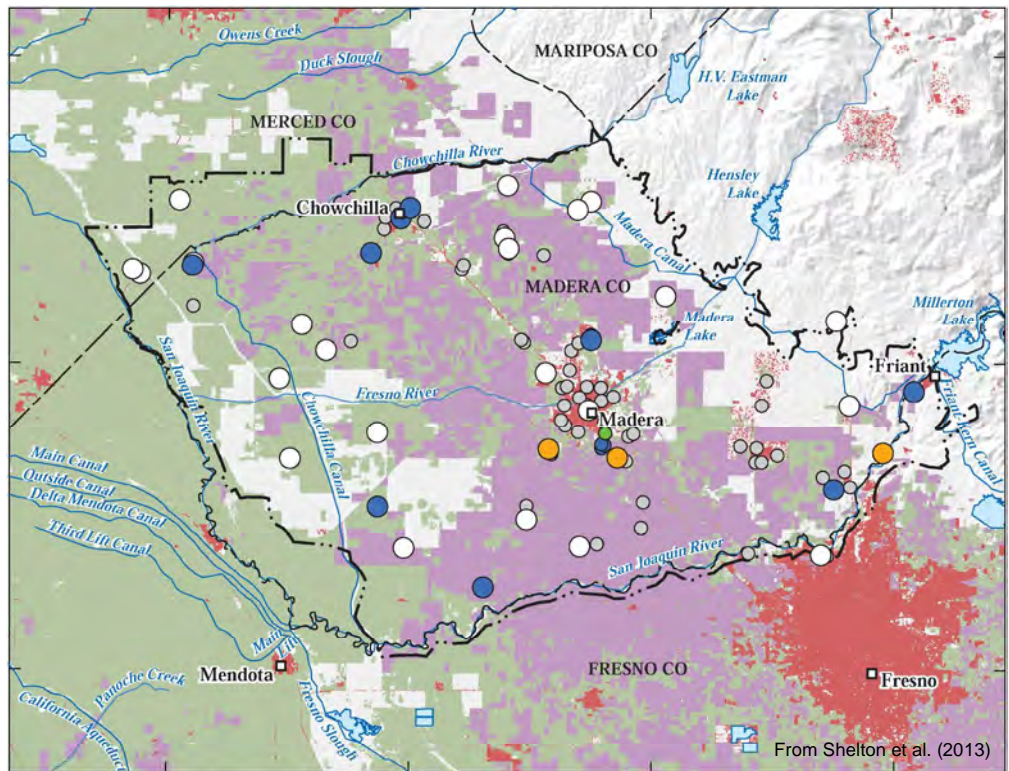 Owens Creek
Duck Slough
MARIPOSA CO
H.V. Eastman
Lake
MERCED CO
Chowchilla River
Hensley
Lake
Chowchilla
Madera Canal
MADERA CO
Millerton
Lake
Madera
Lake
Friant
San Joaquin River
Fresno River
Chowchilla Canal
Madera
Friant-Kern Canal
Main Canal
Outside Canal
Delta Mendota Canal
Third Lift Canal
San Joaquin River
Main
Lift
Mendota
FRESNO CO
Fresno
Panoche Creek
Fresno Slough
California Aqueduct
From Shelton et al. (2013)